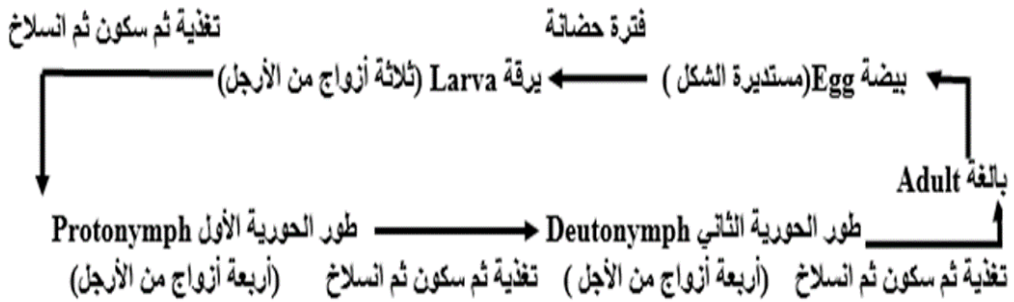 فترة حضانة
تغذية ثم سكون ثم انسلاخ
بيضة Egg(مستديرة الشكل )
يرقة Larva (ثلاثة أزواج من الأرجل)
بالغة Adult
طور الحورية الأول Protonymph
طور الحورية الثاني Deutonymph
(أربعة أزواج من الأرجل)
تغذية ثم سكون ثم انسلاخ
(أربعة أزواج من الأجل )
تغذية ثم سكون ثم انسلاخ